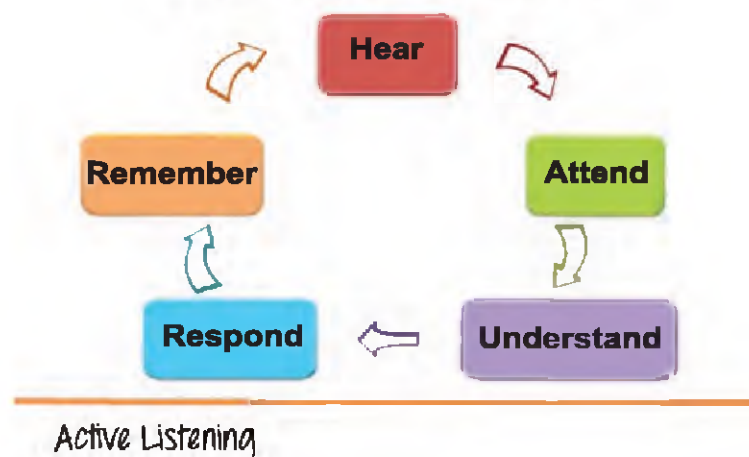 Hear
Attend
Understand
Respond
Remember
Active Listening